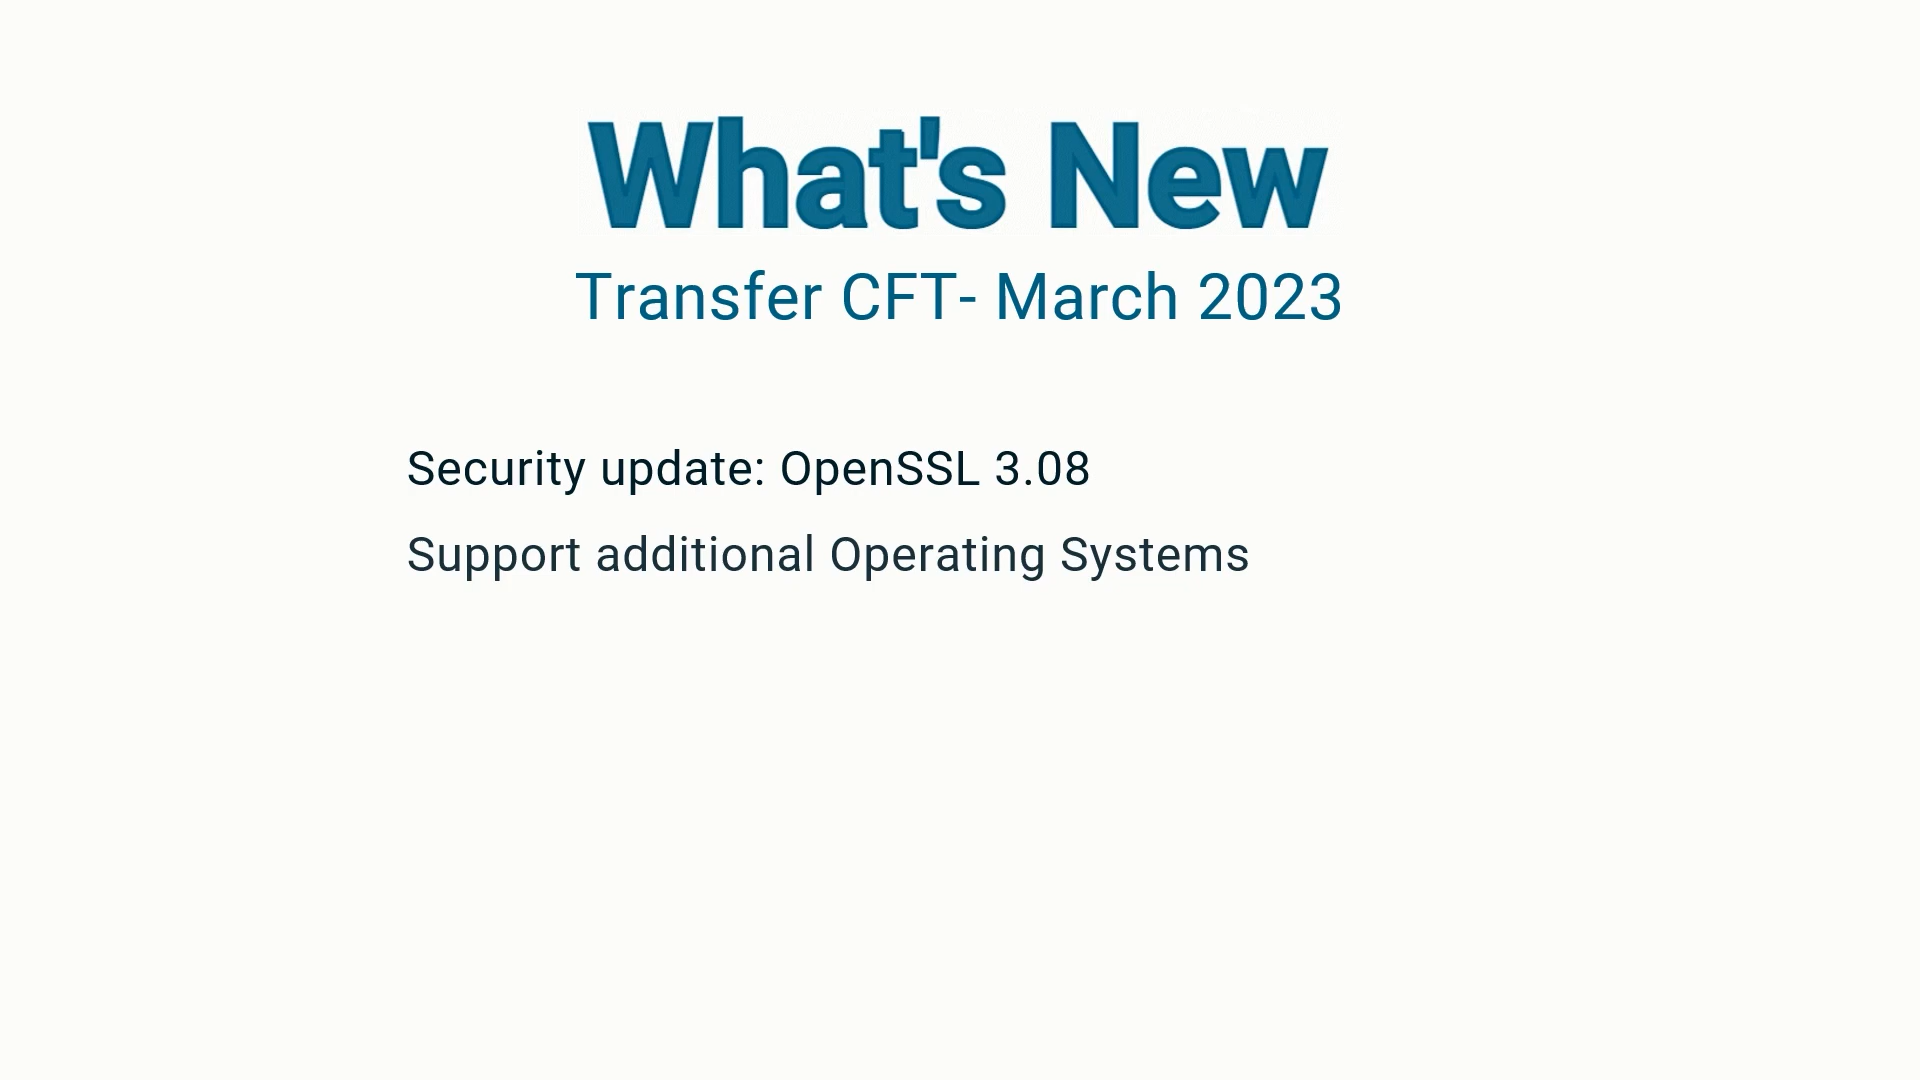 What's New
Transfer CFT- March 2023
Security update: OpenSSL 3.08
Support additional Operating Systems